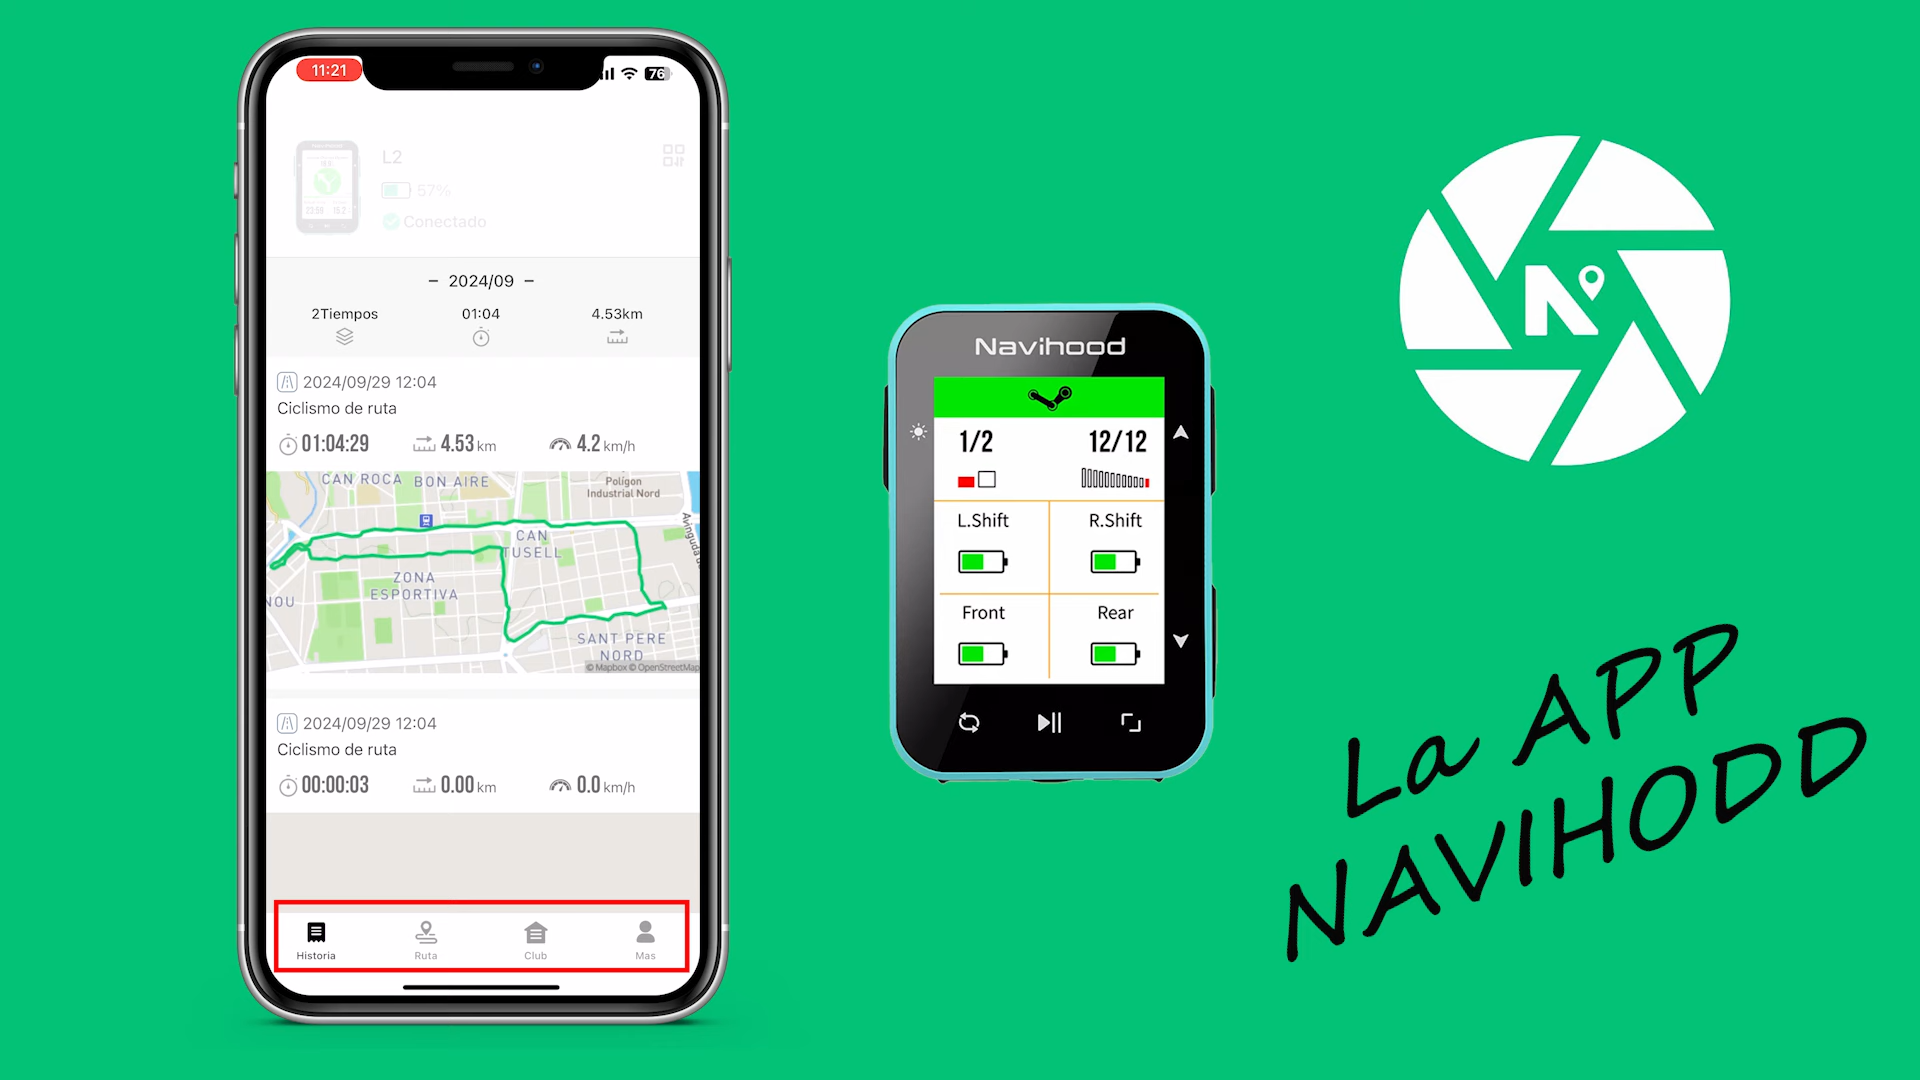 11:21
76
L2
57%
Conectado
– 2024/09 –
2Tiempos 01:04 4.53km
2024/09/29 12:04
Ciclismo de ruta
01:04:29 4.53 km 4.2 km/h
CAN ROCA BON AIRE
Polígon
Industrial Nord
Avinguda de
CAN
TUSELL
ZONA
ESPORTIVA
NOU
SANT PERE
NORD
© Mapbox © OpenStreetMap
2024/09/29 12:04
Ciclismo de ruta
00:00:03 0.00 km 0.0 km/h
Historia Ruta Club Mas
Navihood
1/2 12/12
L.Shift R.Shift
Front Rear
N
La APP
NAVIHODD